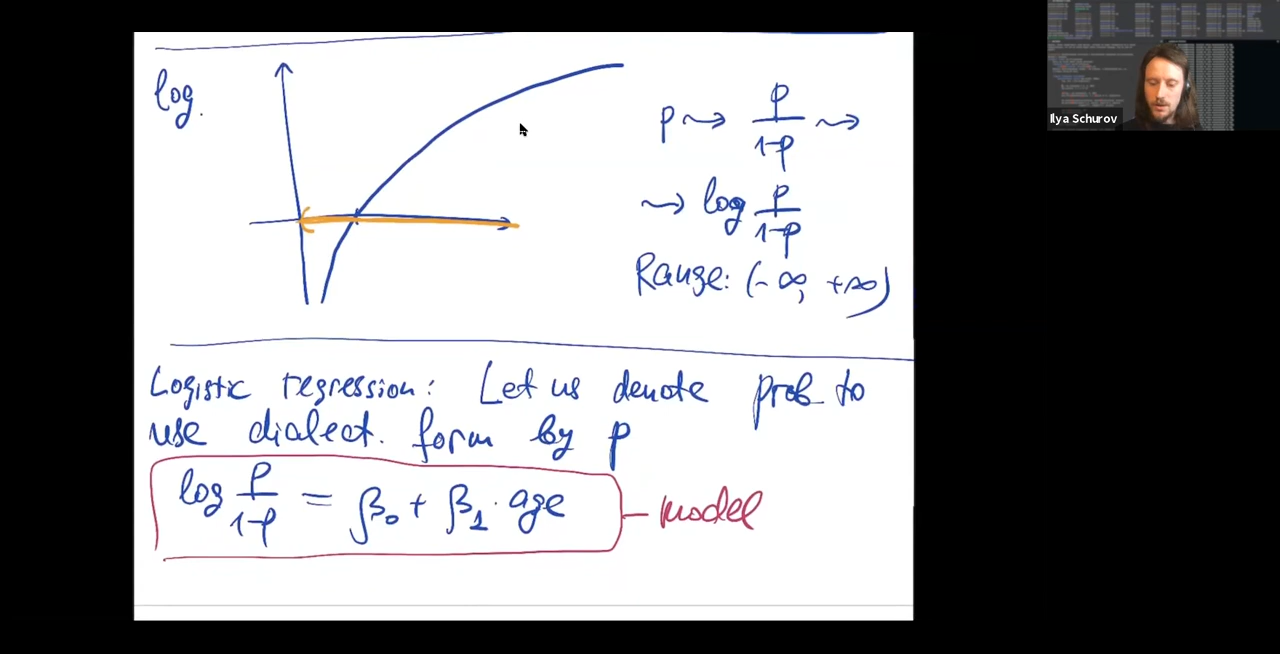 log.
p ⇝ p/(1-p) ⇝
⇝ log p/(1-p)
Range: (-∞, +∞)
Logistic regression: Let us denote prob to
use dialect. form by p
log p/(1-p) = β₀ + β₁ · age — model
Ilya Schurov